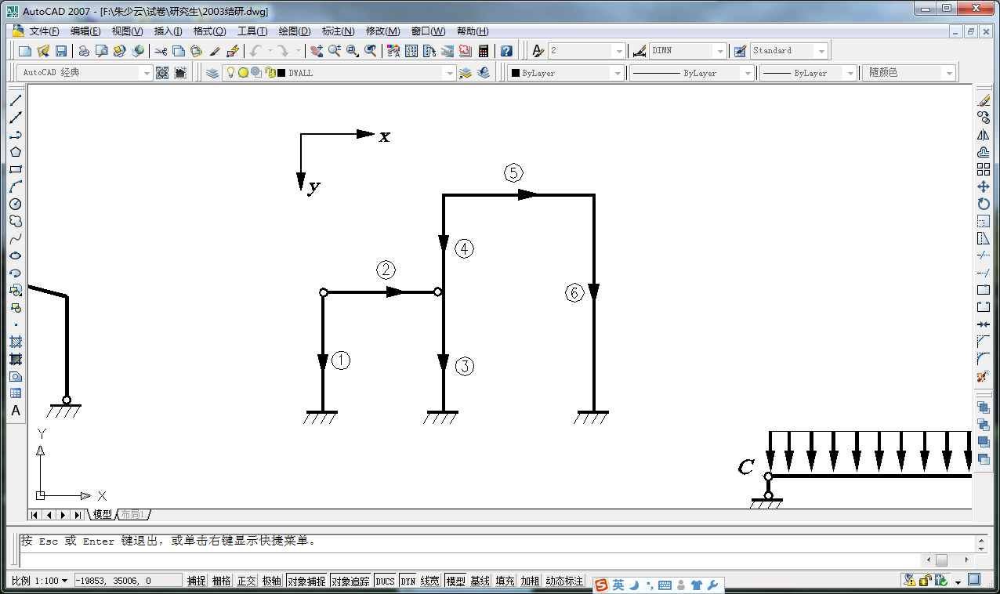 AutoCAD 2007 - [F:\朱少云\试卷\研究生\2003结研.dwg]
文件(F) 编辑(E) 视图(V) 插入(I) 格式(O) 工具(T) 绘图(D) 标注(N) 修改(M) 窗口(W) 帮助(H)
2 DIMN Standard
AutoCAD 经典 DWALL ByLayer ByLayer ByLayer 随颜色
x
y
⑤
④
②
⑥
①
③
A
Y
X
C
模型 布局1
按 Esc 或 Enter 键退出，或单击右键显示快捷菜单。
比例 1:100 -19853, 35006, 0 捕捉 栅格 正交 极轴 对象捕捉 对象追踪 DUCS DYN 线宽 模型 基线 填充 加粗 动态标注
S 英